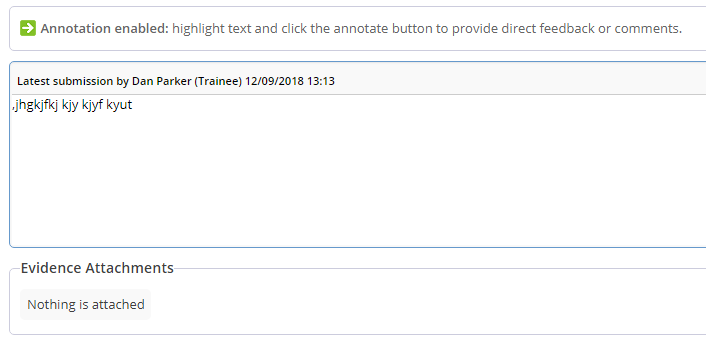 Annotation enabled: highlight text and click the annotate button to provide direct feedback or comments.
Latest submission by Dan Parker (Trainee) 12/09/2018 13:13
,jhgkjfkj kjy kjyf kyut
Evidence Attachments
Nothing is attached